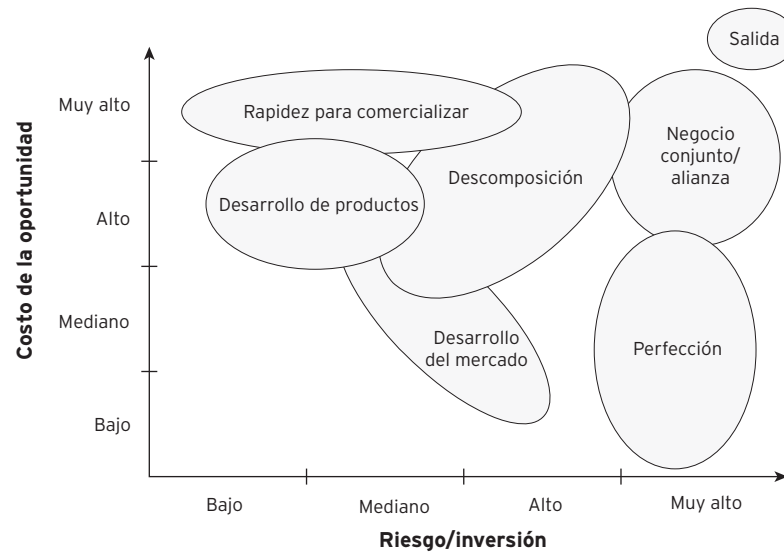 Salida
Muy alto
Rapidez para comercializar
Negocio
conjunto/
alianza
Descomposición
Desarrollo de productos
Alto
Costo de la oportunidad
Mediano
Desarrollo
del mercado
Perfección
Bajo
Bajo
Mediano
Alto
Muy alto
Riesgo/inversión